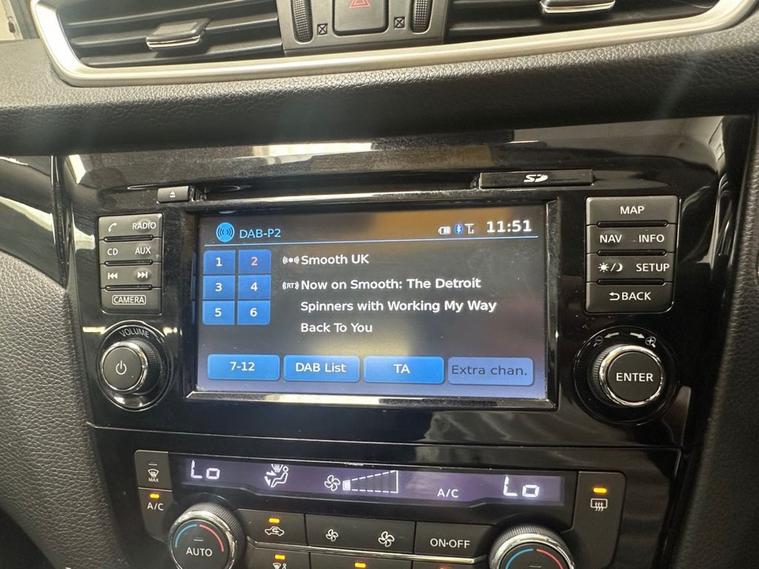 SD
RADIO
CD AUX
CAMERA
VOLUME
MAP
NAV INFO
SETUP
BACK
ENTER
DAB-P2
11:51
1 2
3 4
5 6
Smooth UK
(RT) Now on Smooth: The Detroit
Spinners with Working My Way
Back To You
7-12
DAB List
TA
Extra chan.
MAX
A/C
Lo
A/C
Lo
AUTO
ON·OFF